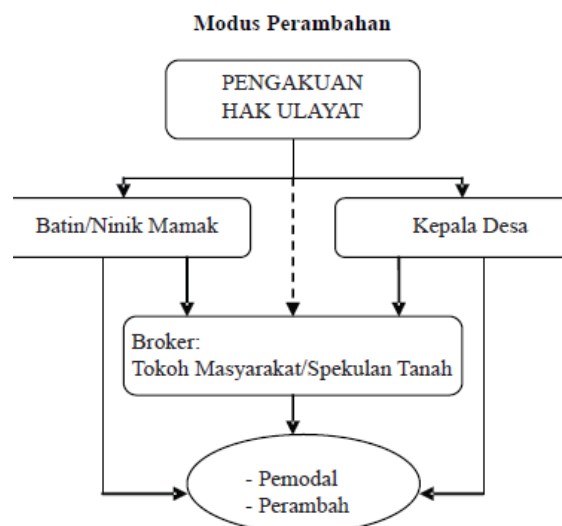 Modus Perambahan
PENGAKUAN
HAK ULAYAT
Batin/Ninik Mamak
Kepala Desa
Broker:
Tokoh Masyarakat/Spekulan Tanah
- Pemodal
- Perambah